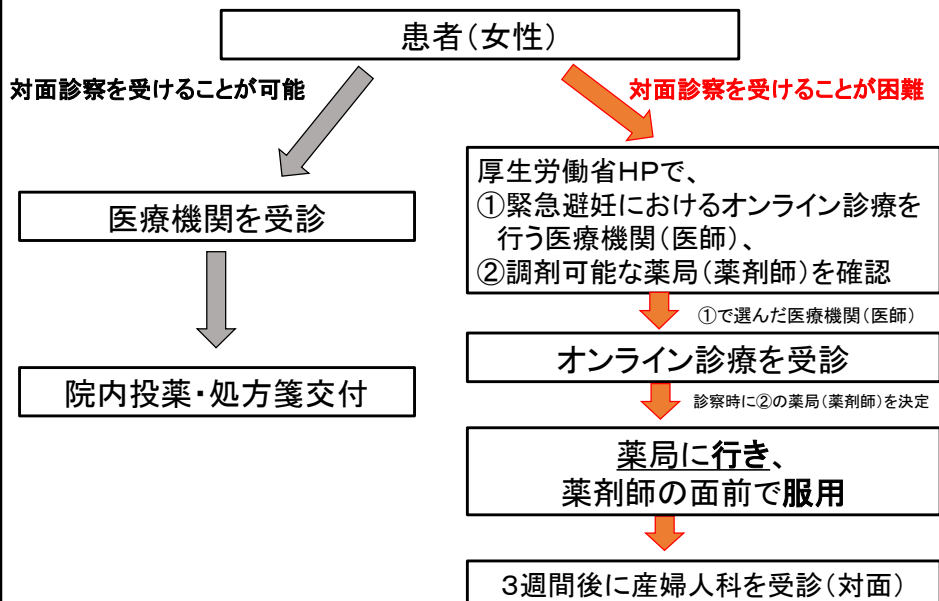 患者（女性）
対面診察を受けることが可能
対面診察を受けることが困難
医療機関を受診
院内投薬・処方箋交付
厚生労働省HPで、
①緊急避妊におけるオンライン診療を
行う医療機関（医師）、
②調剤可能な薬局（薬剤師）を確認
①で選んだ医療機関（医師）
オンライン診療を受診
診察時に②の薬局（薬剤師）を決定
薬局に行き、
薬剤師の面前で服用
３週間後に産婦人科を受診（対面）